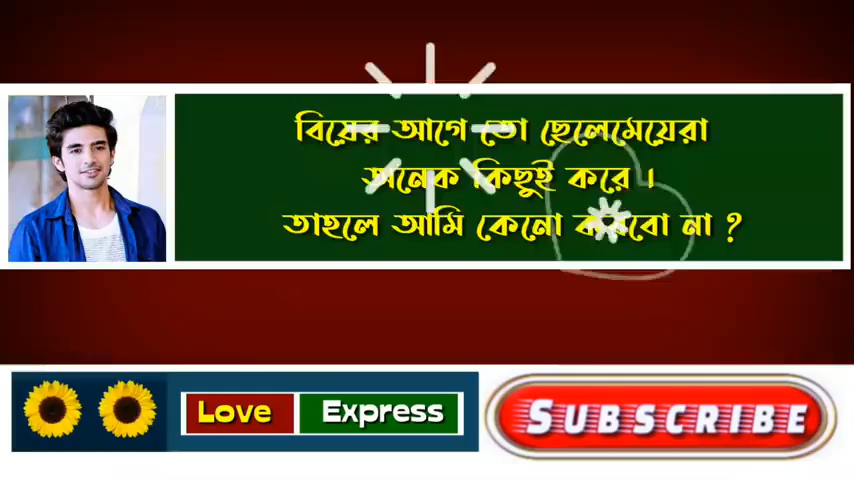 বিয়ের আগে তো ছেলেমেয়েরা
অনেক কিছুই করে ।
তাহলে আমি কেনো করবো না ?
Love Express
SUBSCRIBE